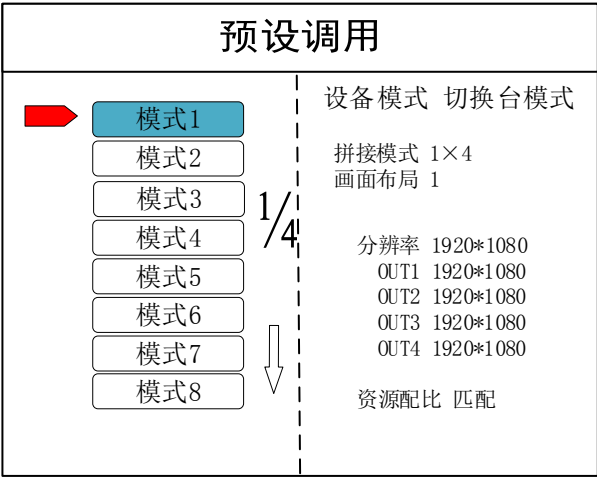 预设调用
模式1
模式2
模式3
模式4
模式5
模式6
模式7
模式8
1/4
设备模式 切换台模式
拼接模式 1×4
画面布局 1
分辨率 1920*1080
OUT1 1920*1080
OUT2 1920*1080
OUT3 1920*1080
OUT4 1920*1080
资源配比 匹配